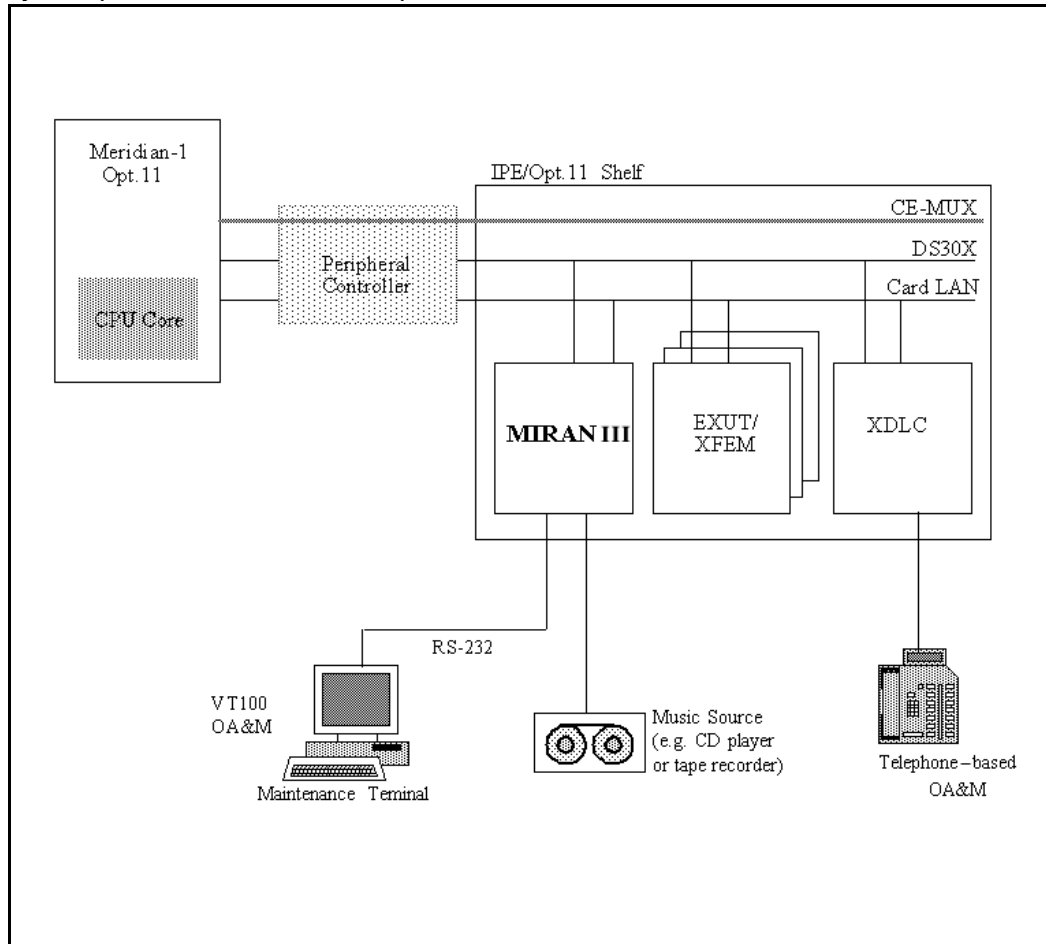 Meridian-1
Opt.11
CPU Core
Peripheral
Controller
IPE/Opt.11 Shelf
CE-MUX
DS30X
Card LAN
MIRAN III
EXUT/
XFEM
XDLC
RS-232
VT100
OA&M
Maintenance Teminal
Music Source
(e.g. CD player
or tape recorder)
Telephone-based
OA&M